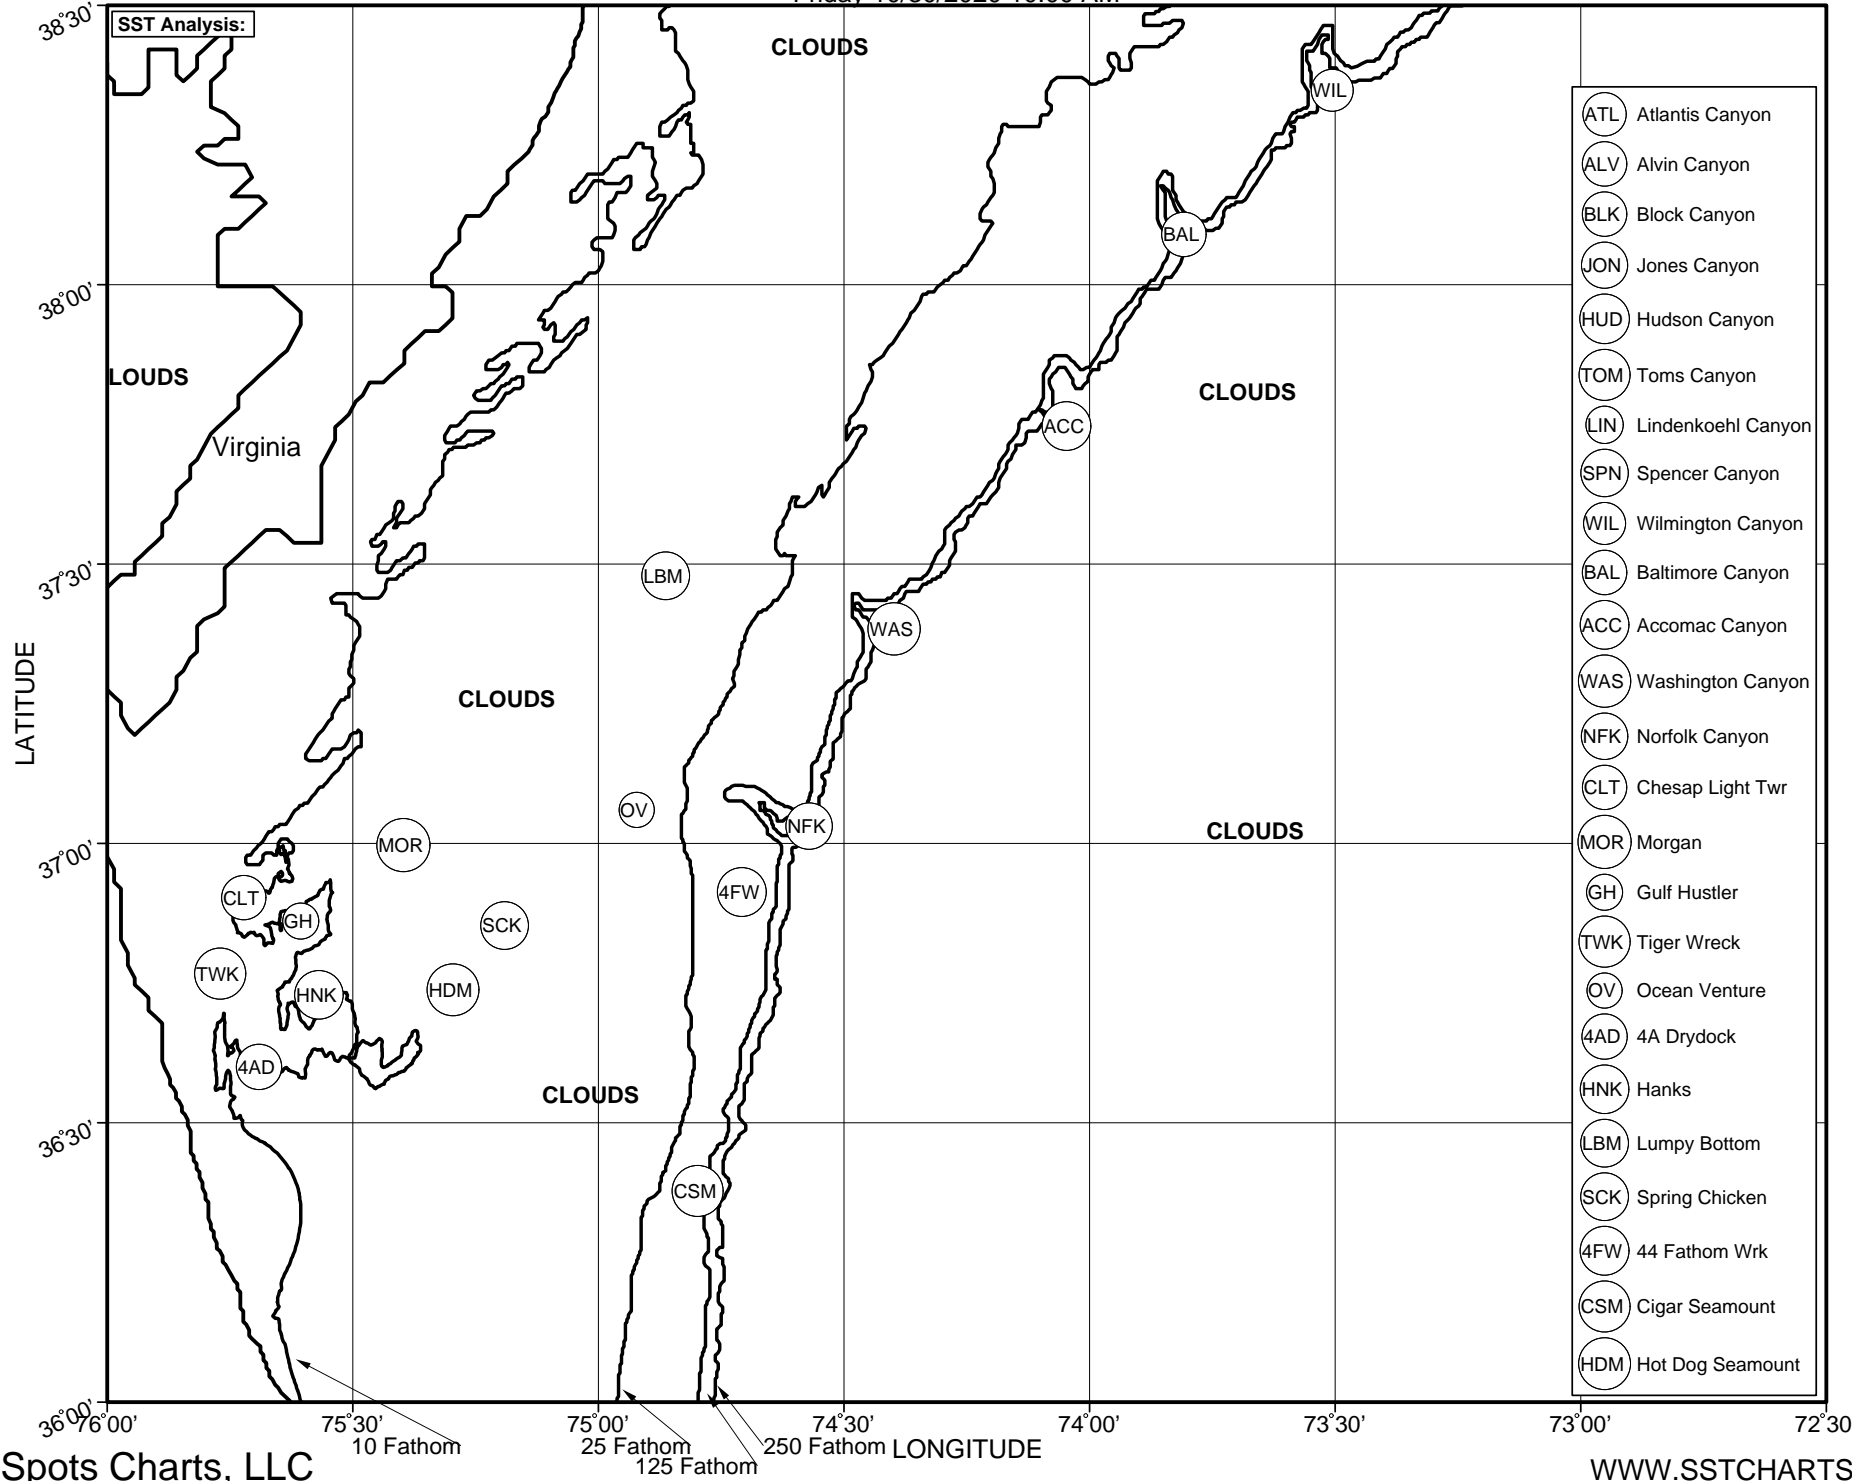 38°30'
SST Analysis:
CLOUDS
WIL
ATL Atlantis Canyon
ALV Alvin Canyon
BLK Block Canyon
BAL
JON Jones Canyon
38°00'
HUD Hudson Canyon
LOUDS
TOM Toms Canyon
CLOUDS
ACC
LIN Lindenkoehl Canyon
Virginia
SPN Spencer Canyon
WIL Wilmington Canyon
37°30'
LBM
BAL Baltimore Canyon
WAS
ACC Accomac Canyon
LATITUDE
CLOUDS
WAS Washington Canyon
NFK Norfolk Canyon
CLT Chesap Light Twr
OV
NFK
CLOUDS
37°00'
MOR
MOR Morgan
CLT
4FW
GH Gulf Hustler
GH
SCK
TWK Tiger Wreck
TWK
HNK
HDM
OV Ocean Venture
4AD 4A Drydock
4AD
CLOUDS
HNK Hanks
36°30'
LBM Lumpy Bottom
CSM
SCK Spring Chicken
4FW 44 Fathom Wrk
CSM Cigar Seamount
HDM Hot Dog Seamount
36°00'
76°00' 75°30' 75°00' 74°30' 74°00' 73°30' 73°00' 72°30'
10 Fathom 25 Fathom 250 Fathom LONGITUDE
125 Fathom
Spots Charts, LLC WWW.SSTCHARTS